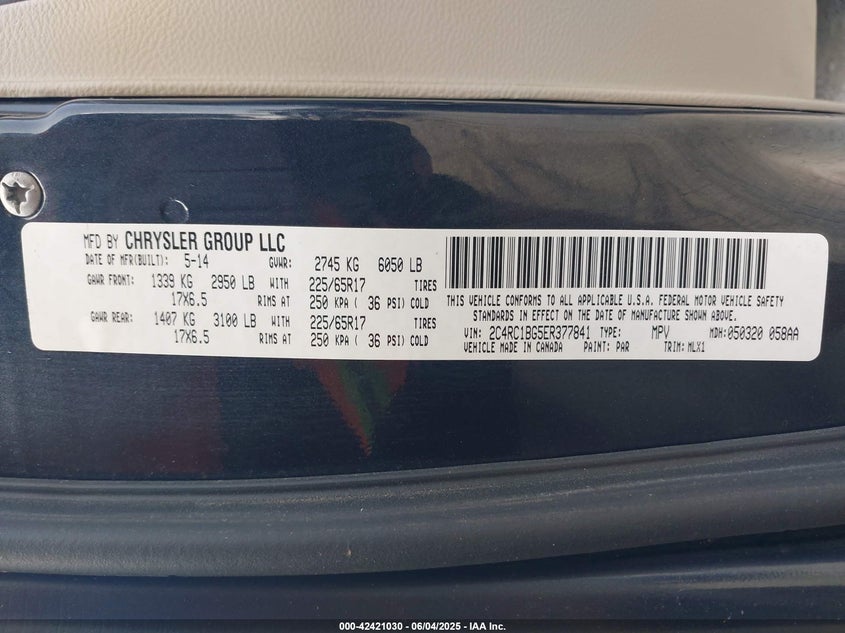 MFD BY CHRYSLER GROUP LLC
DATE OF MFR(BUILT): 5-14 GVWR: 2745 KG 6050 LB
GAWR FRONT: 1339 KG 2950 LB WITH 225/65R17 TIRES
17X6.5 RIMS AT 250 KPA ( 36 PSI) COLD
GAWR REAR: 1407 KG 3100 LB WITH 225/65R17 TIRES
17X6.5 RIMS AT 250 KPA ( 36 PSI) COLD
THIS VEHICLE CONFORMS TO ALL APPLICABLE U.S.A. FEDERAL MOTOR VEHICLE SAFETY
STANDARDS IN EFFECT ON THE DATE OF MANUFACTURE SHOWN ABOVE.
VIN: 2C4RC1BG5ER377841 TYPE: MPV MDH: 050320 058AA
VEHICLE MADE IN CANADA PAINT: PAR TRIM: MLX1
000-42421030 - 06/04/2025 - IAA Inc.